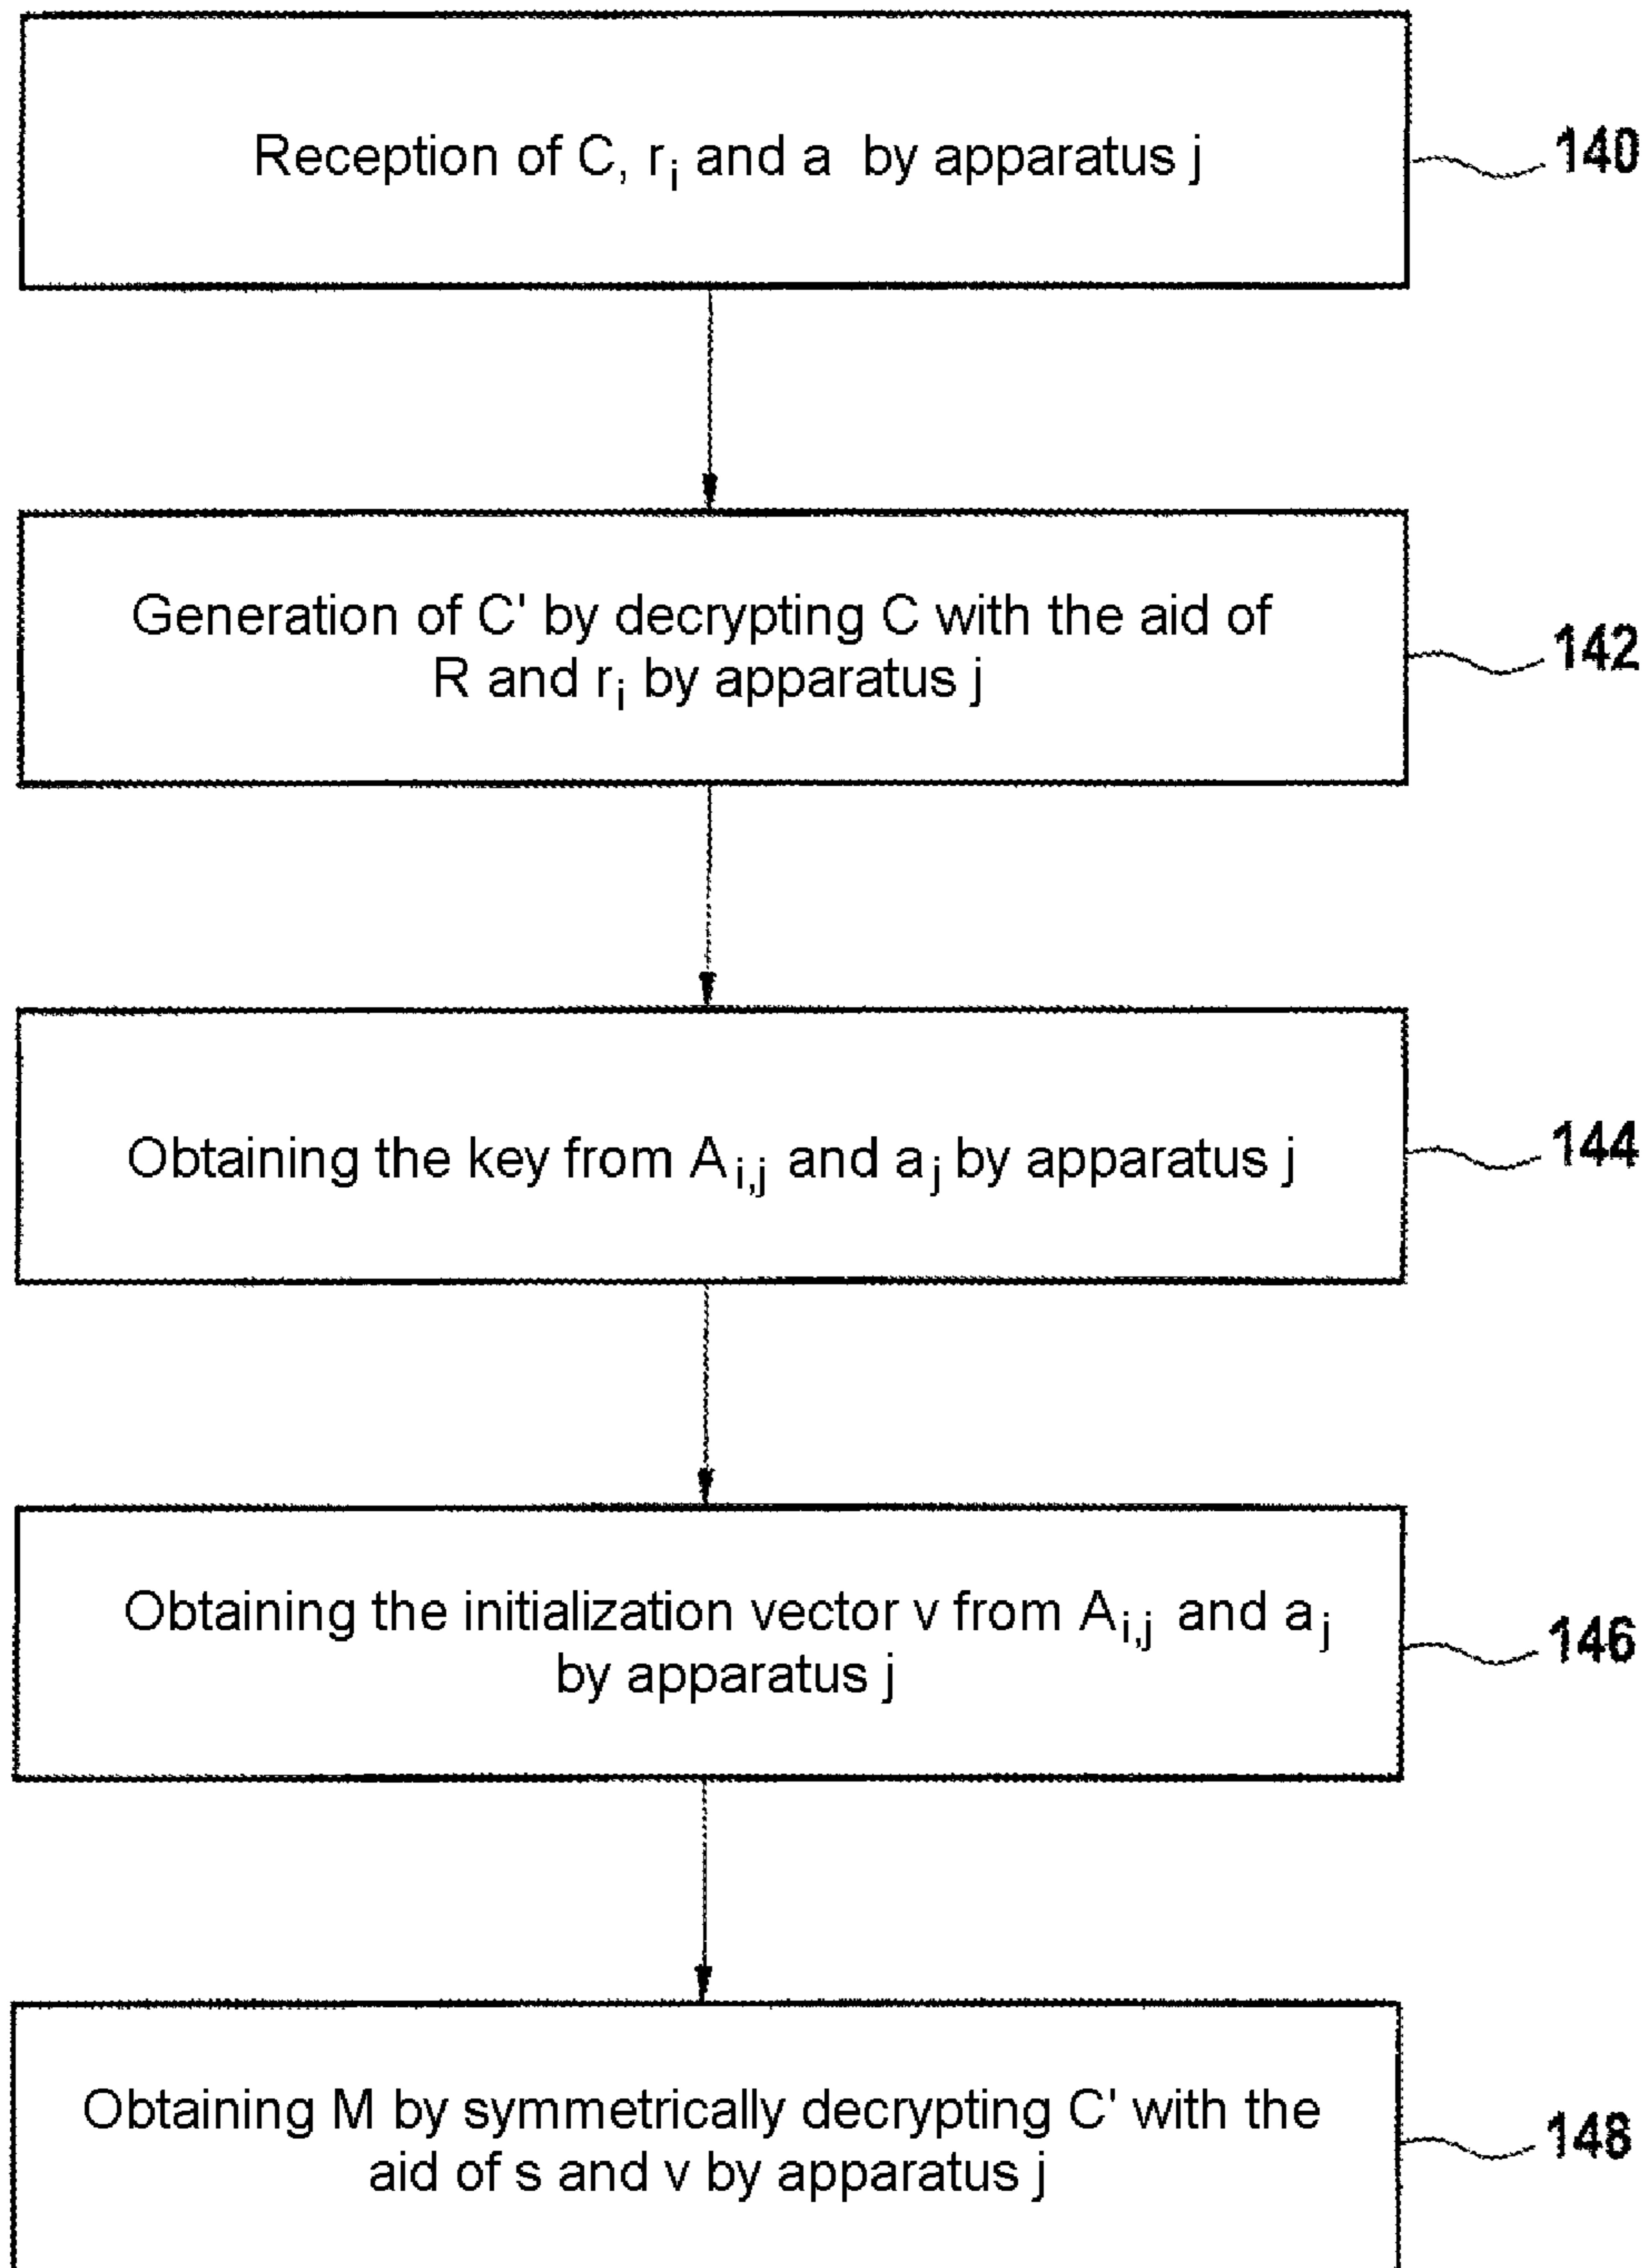 Reception of C, rᵢ and a by apparatus j
140
Generation of C' by decrypting C with the aid of
R and rᵢ by apparatus j
142
Obtaining the key from Aᵢ,ⱼ and aⱼ by apparatus j
144
Obtaining the initialization vector v from Aᵢ,ⱼ and aⱼ
by apparatus j
146
Obtaining M by symmetrically decrypting C' with the
aid of s and v by apparatus j
148